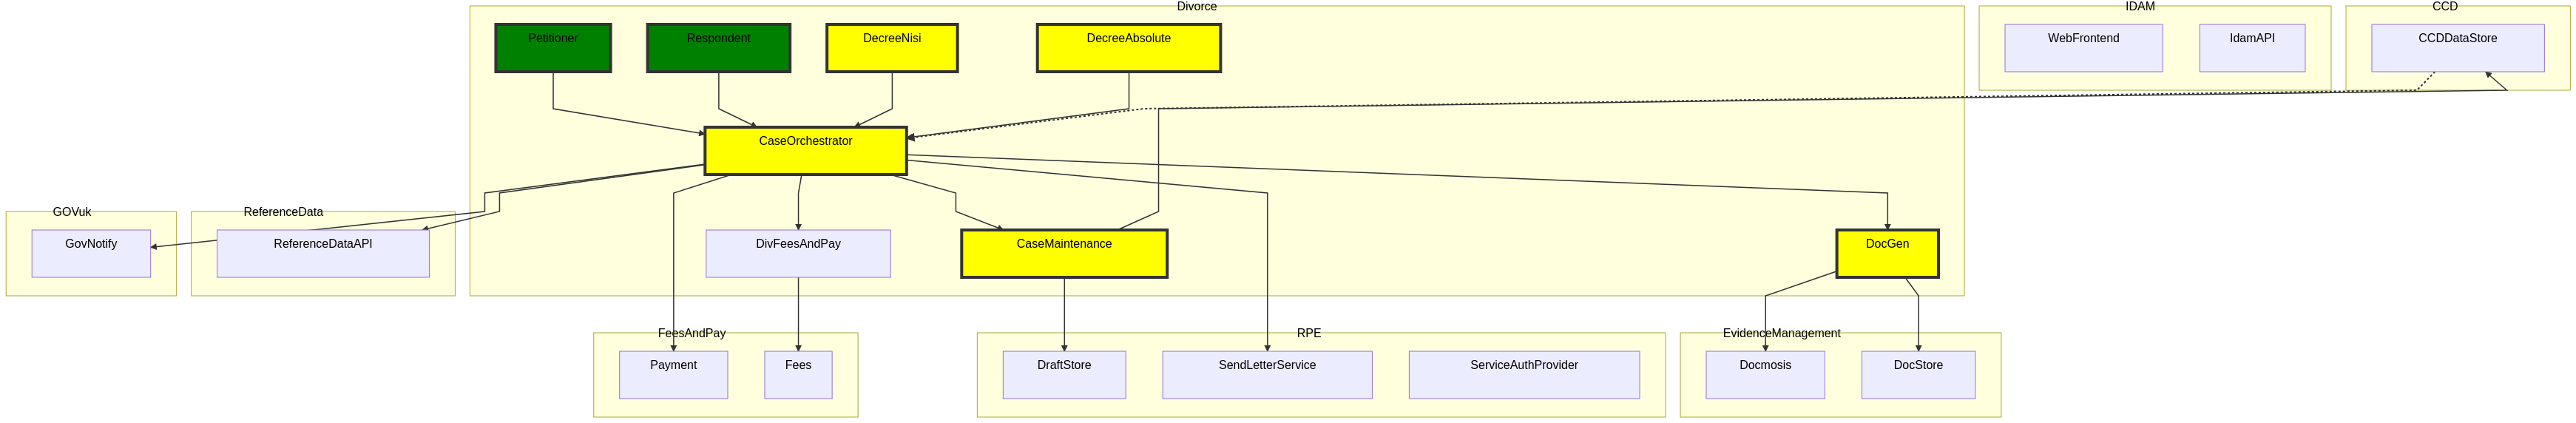 Divorce
IDAM
CCD
Petitioner
Respondent
DecreeNisi
DecreeAbsolute
WebFrontend
IdamAPI
CCDDataStore
CaseOrchestrator
GOVuk
ReferenceData
GovNotify
ReferenceDataAPI
DivFeesAndPay
CaseMaintenance
DocGen
FeesAndPay
RPE
EvidenceManagement
Payment
Fees
DraftStore
SendLetterService
ServiceAuthProvider
Docmosis
DocStore